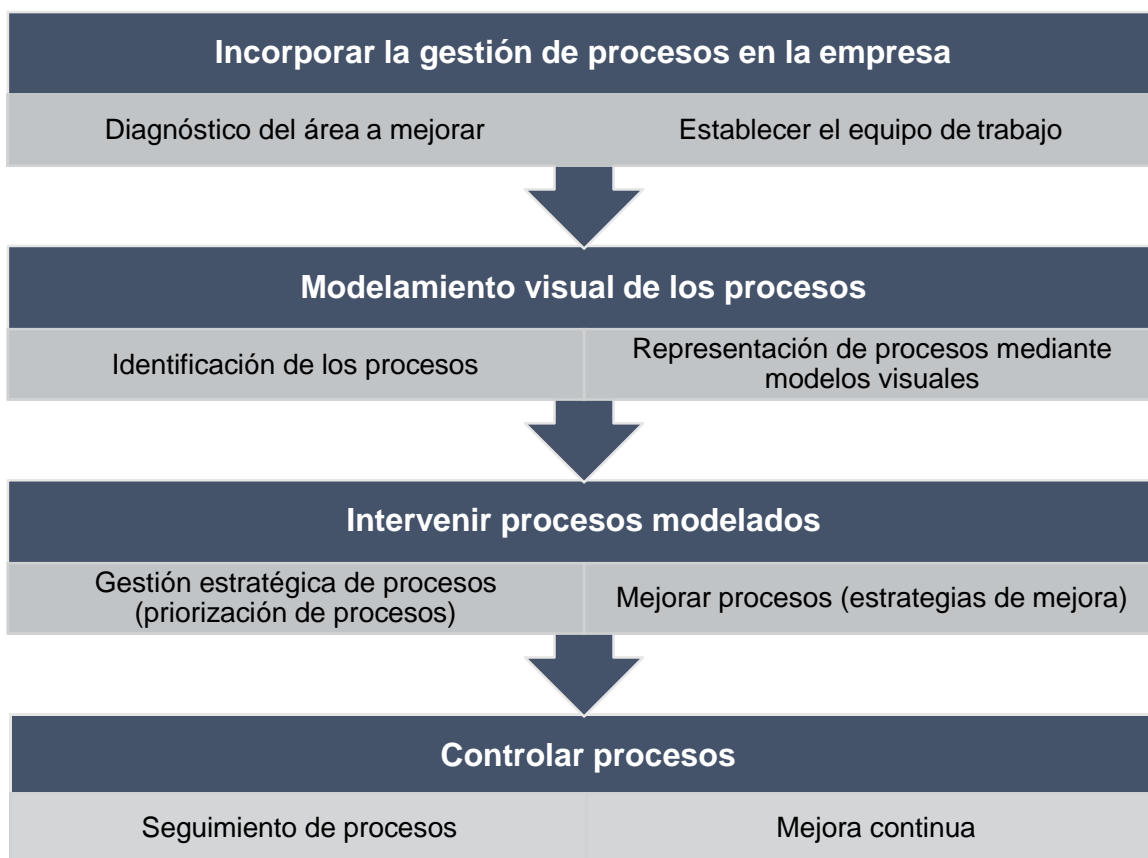 Incorporar la gestión de procesos en la empresa
Diagnóstico del área a mejorar
Establecer el equipo de trabajo
Modelamiento visual de los procesos
Identificación de los procesos
Representación de procesos mediante
modelos visuales
Intervenir procesos modelados
Gestión estratégica de procesos
(priorización de procesos)
Mejorar procesos (estrategias de mejora)
Controlar procesos
Seguimiento de procesos
Mejora continua